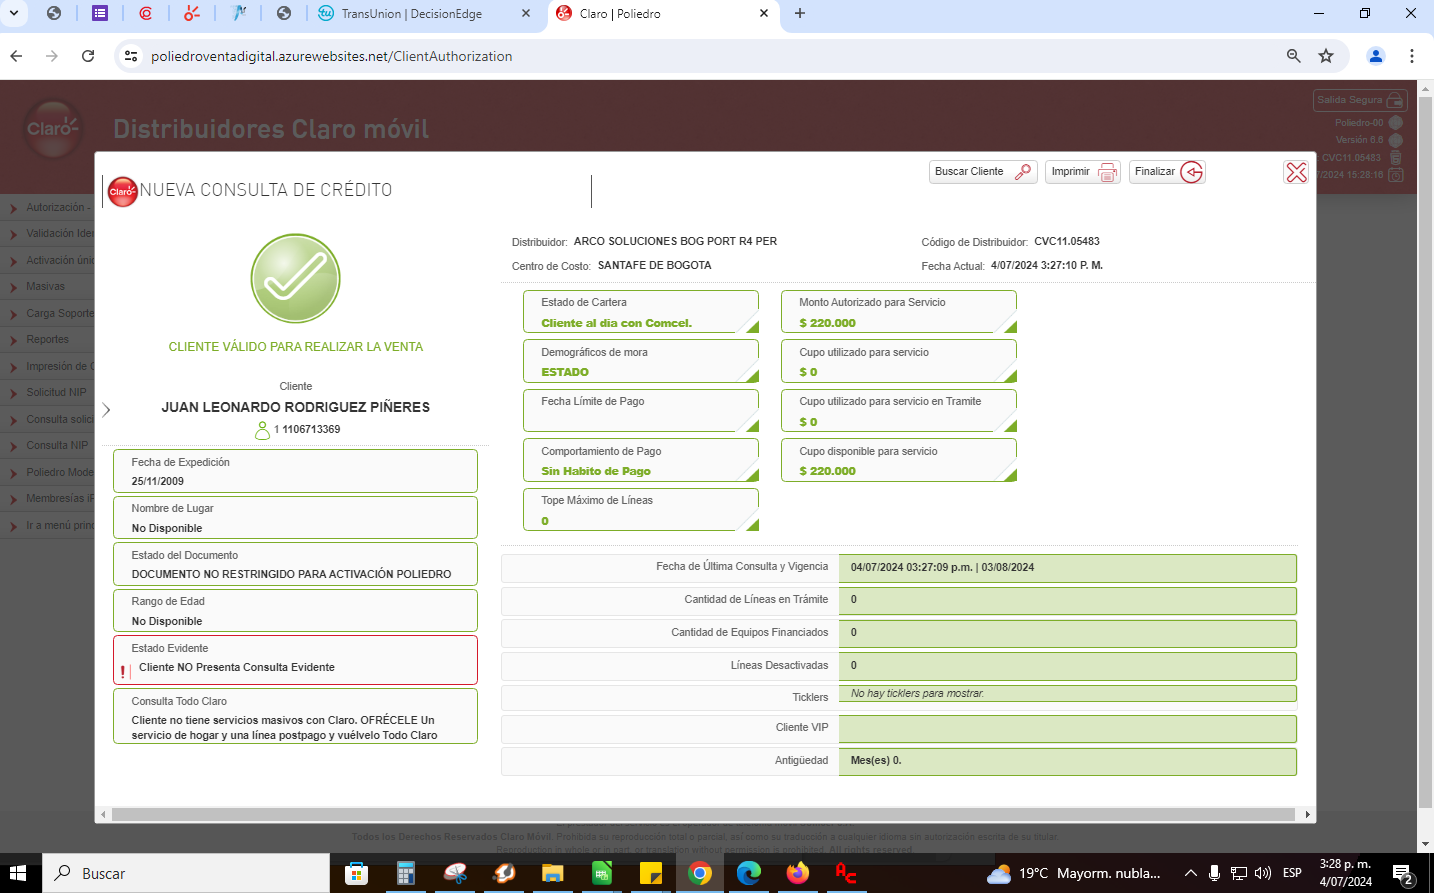 TransUnion | DecisionEdge
Claro | Poliedro
poliedroventadigital.azurewebsites.net/ClientAuthorization
Claro
Distribuidores Claro móvil
Salida Segura
Poliedro-00
Versión 6.6
: CVC11.05483
7/2024 15:28:16
Autorización -
Validación Iden
Activación únic
Masivas
Carga Soporte
Reportes
Impresión de C
Solicitud NIP
Consulta solici
Consulta NIP
Poliedro Mode
Membresías iF
Ir a menú princ
Claro
NUEVA CONSULTA DE CRÉDITO
Buscar Cliente
Imprimir
Finalizar
CLIENTE VÁLIDO PARA REALIZAR LA VENTA
Cliente
JUAN LEONARDO RODRIGUEZ PIÑERES
1 1106713369
Fecha de Expedición
25/11/2009
Nombre de Lugar
No Disponible
Estado del Documento
DOCUMENTO NO RESTRINGIDO PARA ACTIVACIÓN POLIEDRO
Rango de Edad
No Disponible
Estado Evidente
! Cliente NO Presenta Consulta Evidente
Consulta Todo Claro
Cliente no tiene servicios masivos con Claro. OFRÉCELE Un
servicio de hogar y una línea postpago y vuélvelo Todo Claro
Distribuidor: ARCO SOLUCIONES BOG PORT R4 PER
Código de Distribuidor: CVC11.05483
Centro de Costo: SANTAFE DE BOGOTA
Fecha Actual: 4/07/2024 3:27:10 P. M.
Estado de Cartera
Cliente al dia con Comcel.
Demográficos de mora
ESTADO
Fecha Límite de Pago
Comportamiento de Pago
Sin Habito de Pago
Tope Máximo de Líneas
0
Monto Autorizado para Servicio
$ 220.000
Cupo utilizado para servicio
$ 0
Cupo utilizado para servicio en Tramite
$ 0
Cupo disponible para servicio
$ 220.000
Fecha de Última Consulta y Vigencia 04/07/2024 03:27:09 p.m. | 03/08/2024
Cantidad de Líneas en Trámite 0
Cantidad de Equipos Financiados 0
Líneas Desactivadas 0
Ticklers No hay ticklers para mostrar.
Cliente VIP
Antigüedad Mes(es) 0.
Todos los Derechos Reservados Claro Móvil. Prohibida su reproducción total o parcial, así como su traducción a cualquier idioma sin autorización escrita de su titular.
Reproduction in whole or in part, or translation without permission is prohibited. All rights reserved
Buscar
19°C Mayorm. nubla...
ESP
3:28 p. m.
4/07/2024
2